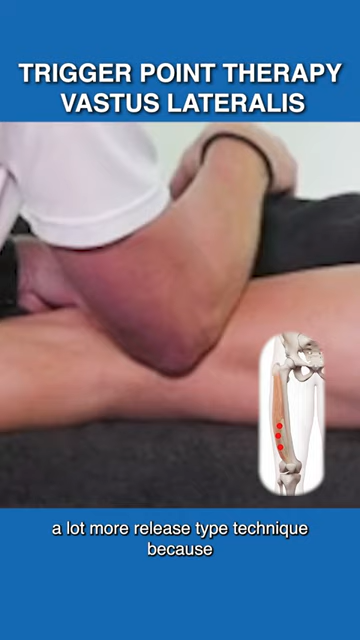 TRIGGER POINT THERAPY
VASTUS LATERALIS
a lot more release type technique
because